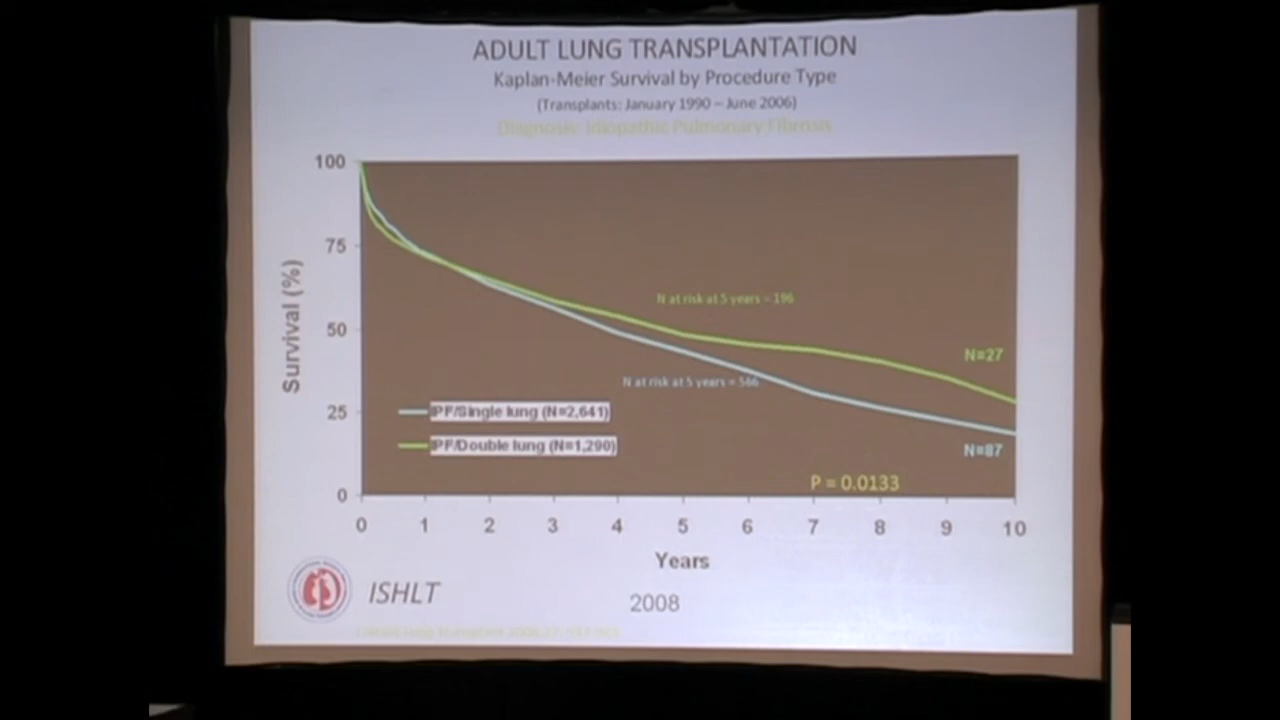 ADULT LUNG TRANSPLANTATION
Kaplan-Meier Survival by Procedure Type
(Transplants: January 1990 – June 2006)
Diagnosis: Idiopathic Pulmonary Fibrosis
100
75
50
25
0
Survival (%)
N at risk at 5 years = 196
N=27
N at risk at 5 years = 566
IPF/Single lung (N=2,641)
IPF/Double lung (N=1,290)
N=87
P = 0.0133
0 1 2 3 4 5 6 7 8 9 10
Years
ISHLT
2008